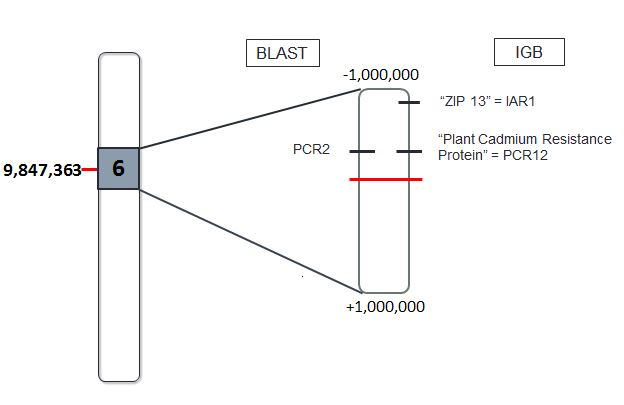 BLAST
IGB
-1,000,000
“ZIP 13” = IAR1
PCR2
“Plant Cadmium Resistance
Protein” = PCR12
9,847,363
6
+1,000,000